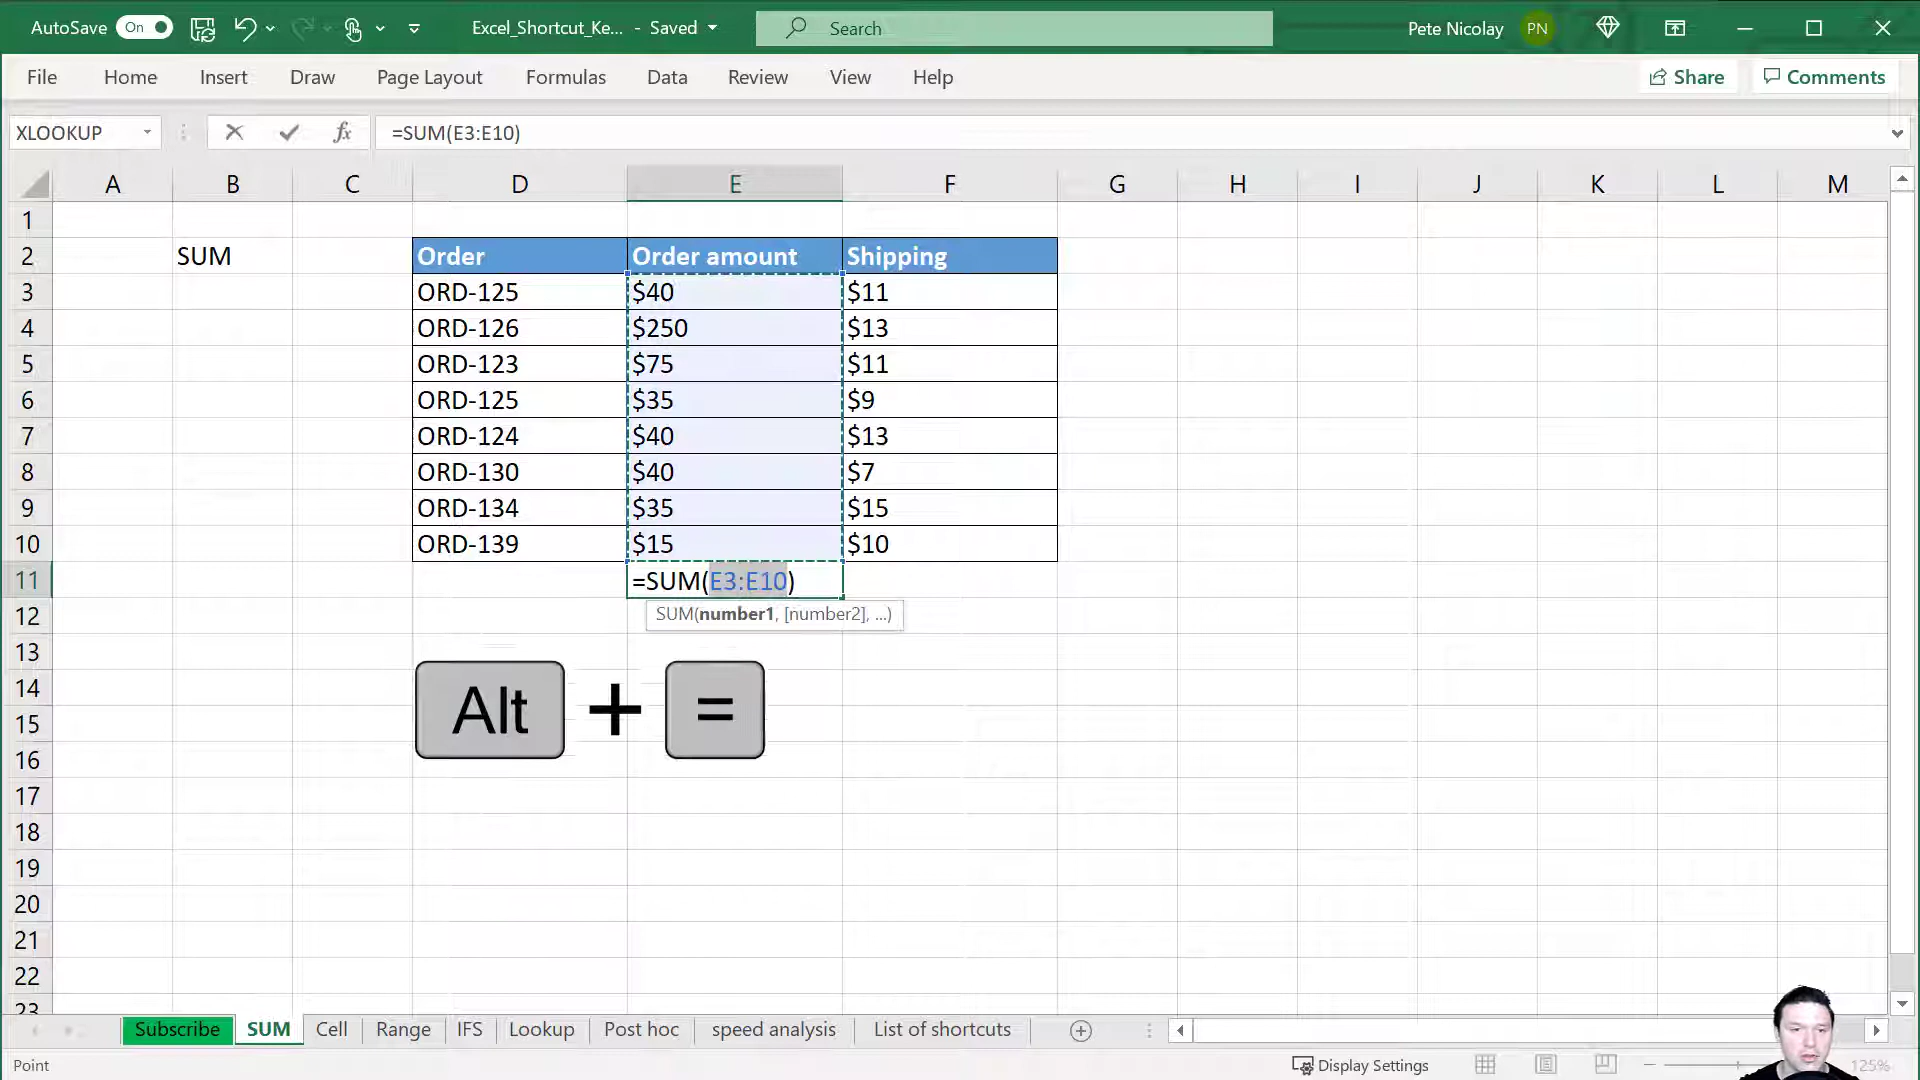 AutoSave On Excel_Shortcut_Ke... - Saved Search Pete Nicolay PN
File Home Insert Draw Page Layout Formulas Data Review View Help Share Comments
XLOOKUP fx =SUM(E3:E10)
A B C D E F G H I J K L M
1
2 SUM Order Order amount Shipping
3 ORD-125 $40 $11
4 ORD-126 $250 $13
5 ORD-123 $75 $11
6 ORD-125 $35 $9
7 ORD-124 $40 $13
8 ORD-130 $40 $7
9 ORD-134 $35 $15
10 ORD-139 $15 $10
11 =SUM(E3:E10)
12 SUM(number1, [number2], ...)
13
14
15 Alt + =
16
17
18
19
20
21
22
23
Subscribe SUM Cell Range IFS Lookup Post hoc speed analysis List of shortcuts
Point Display Settings 125%